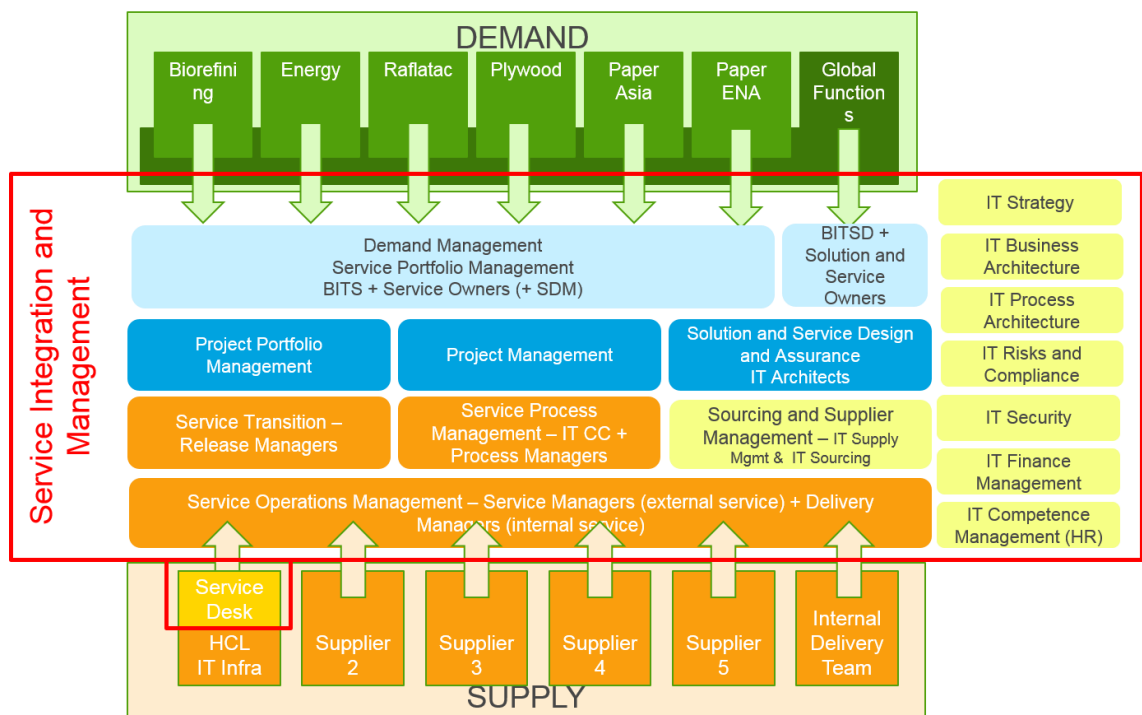 DEMAND
Biorefini
ng
Energy
Raflatac
Plywood
Paper
Asia
Paper
ENA
Global
Function
s
Service Integration and
Management
Demand Management
Service Portfolio Management
BITS + Service Owners (+ SDM)
BITSD +
Solution and
Service
Owners
Project Portfolio
Management
Project Management
Solution and Service Design
and Assurance
IT Architects
Service Transition –
Release Managers
Service Process
Management – IT CC +
Process Managers
Sourcing and Supplier
Management – IT Supply
Mgmt & IT Sourcing
Service Operations Management – Service Managers (external service) + Delivery
Managers (internal service)
IT Strategy
IT Business
Architecture
IT Process
Architecture
IT Risks and
Compliance
IT Security
IT Finance
Management
IT Competence
Management (HR)
Service
Desk
HCL
IT Infra
Supplier
2
Supplier
3
Supplier
4
Supplier
5
Internal
Delivery
Team
SUPPLY